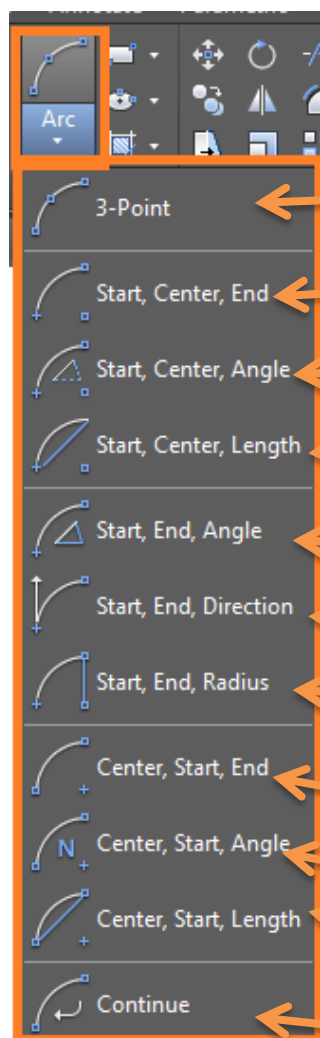 Arc
3-Point
Start, Center, End
Start, Center, Angle
Start, Center, Length
Start, End, Angle
Start, End, Direction
Start, End, Radius
Center, Start, End
N
Center, Start, Angle
Center, Start, Length
Continue